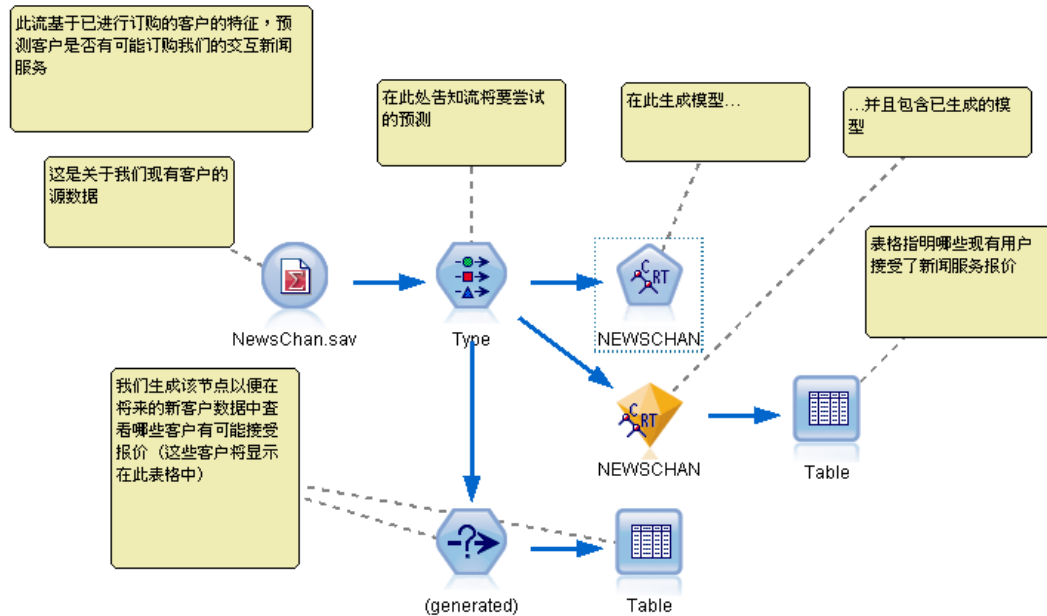 此流基于已进行订购的客户的特征，预
测客户是否有可能订购我们的交互新闻
服务
在此处告知流将要尝试
的预测
在此生成模型...
...并且包含已生成的模
型
这是关于我们现有客户的
源数据
表格指明哪些现有用户
接受了新闻服务报价
NewsChan.sav
Type
C
RT
NEWSCHAN
我们生成该节点以便在
将来的新客户数据中查
看哪些客户有可能接受
报价（这些客户将显示
在此表格中）
C
RT
NEWSCHAN
Table
(generated)
Table